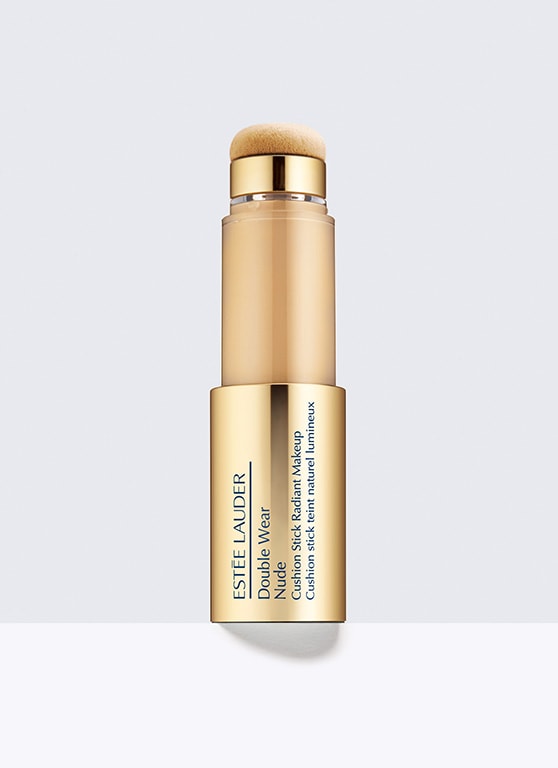 ESTĒE LAUDER
Double Wear
Nude
Cushion Stick Radiant Makeup
Cushion stick teint naturel lumineux